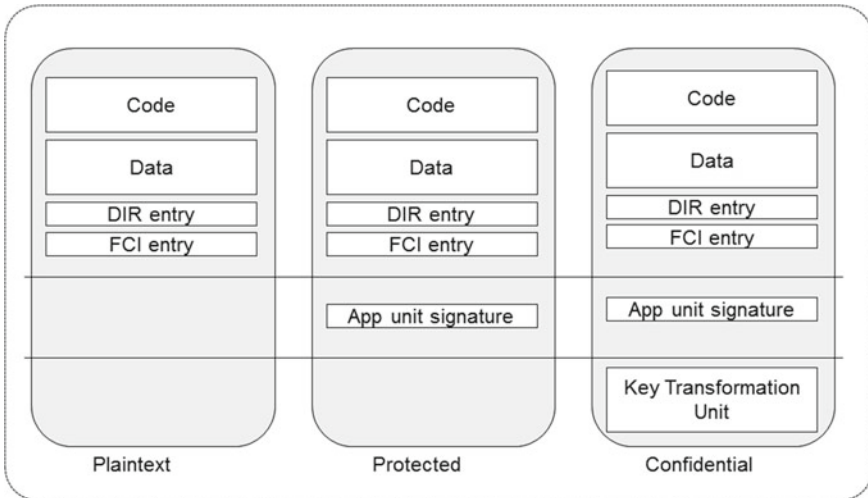 Code
Data
DIR entry
FCI entry
Plaintext
Code
Data
DIR entry
FCI entry
App unit signature
Protected
Code
Data
DIR entry
FCI entry
App unit signature
Key Transformation
Unit
Confidential